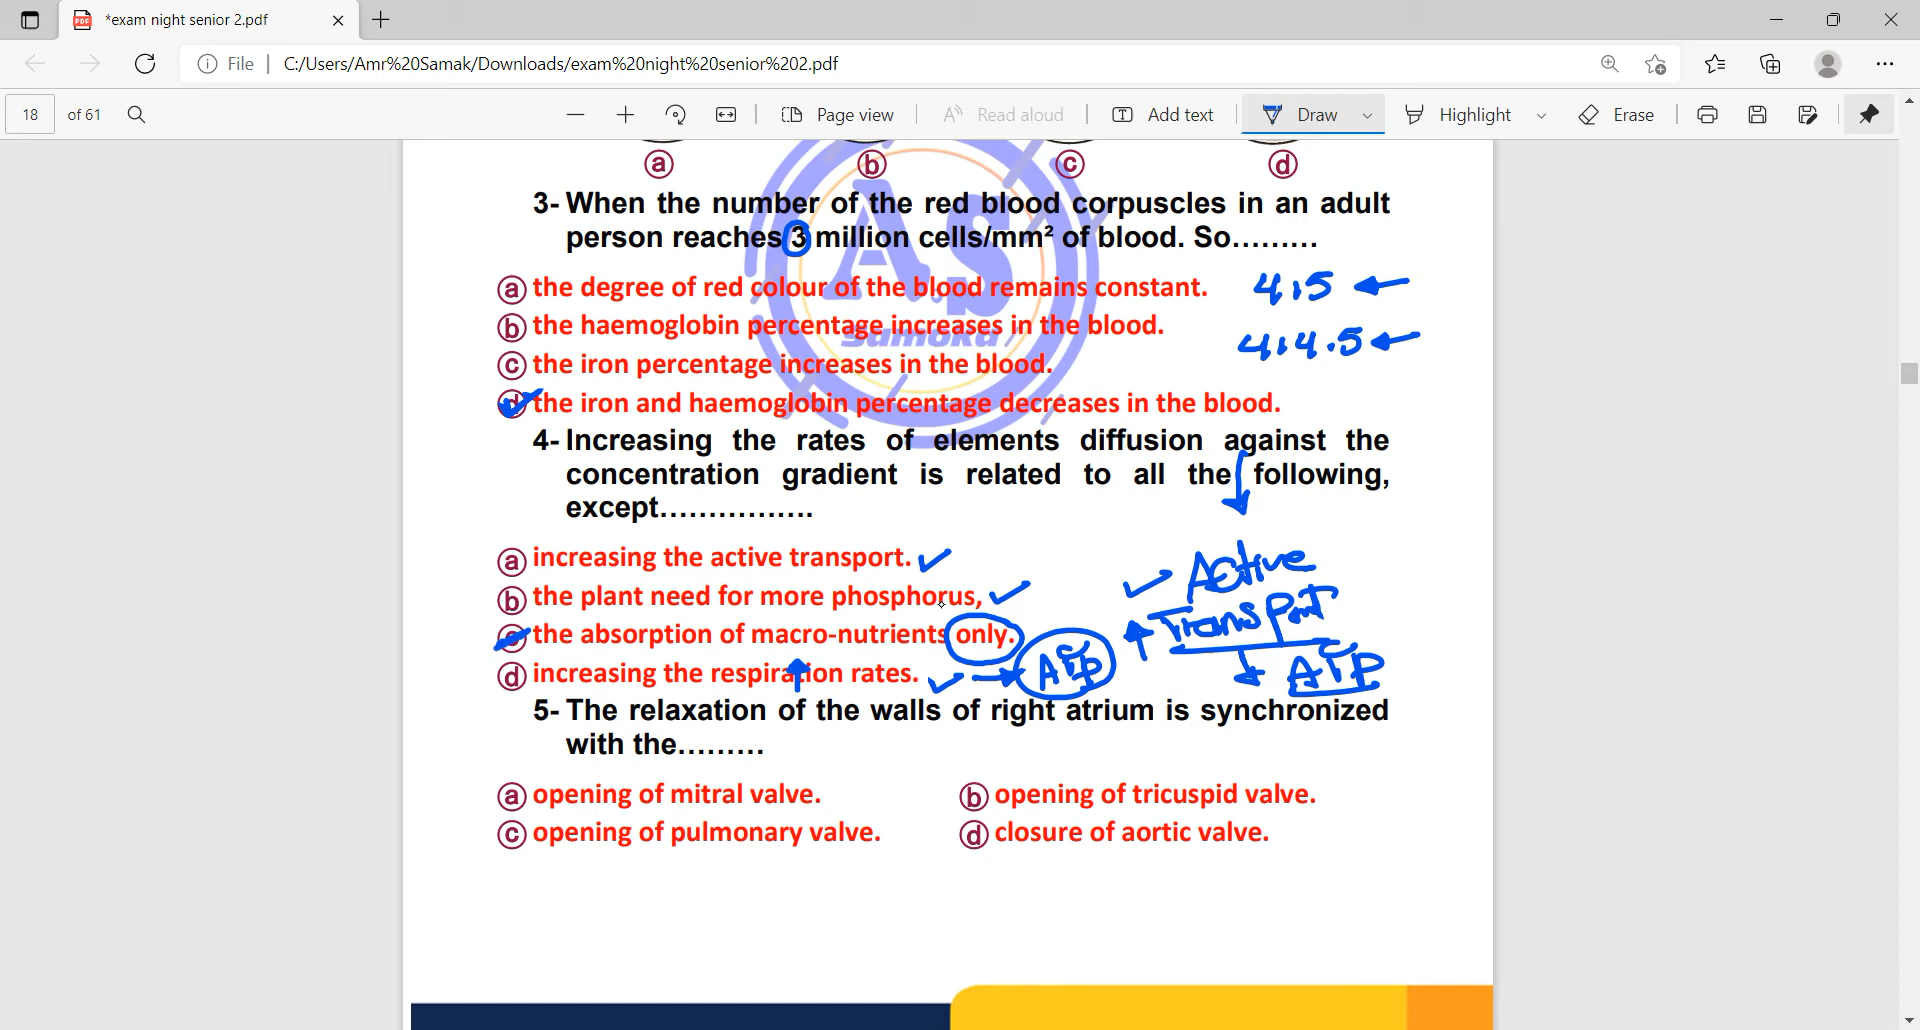 *exam night senior 2.pdf
File C:/Users/Amr%20Samak/Downloads/exam%20night%20senior%202.pdf
18 of 61 Page view Read aloud Add text Draw Highlight Erase
a b c d
3- When the number of the red blood corpuscles in an adult
person reaches 3 million cells/mm² of blood. So.........
a the degree of red colour of the blood remains constant.
4,5
b the haemoglobin percentage increases in the blood.
4,4.5
c the iron percentage increases in the blood.
d the iron and haemoglobin percentage decreases in the blood.
A.S
Samoka
4- Increasing the rates of elements diffusion against the
concentration gradient is related to all the following,
except................
a increasing the active transport.
Active
b the plant need for more phosphorus,
Transport
c the absorption of macro-nutrients only.
d increasing the respiration rates.
ATP
ATP
5- The relaxation of the walls of right atrium is synchronized
with the.........
a opening of mitral valve. b opening of tricuspid valve.
c opening of pulmonary valve. d closure of aortic valve.